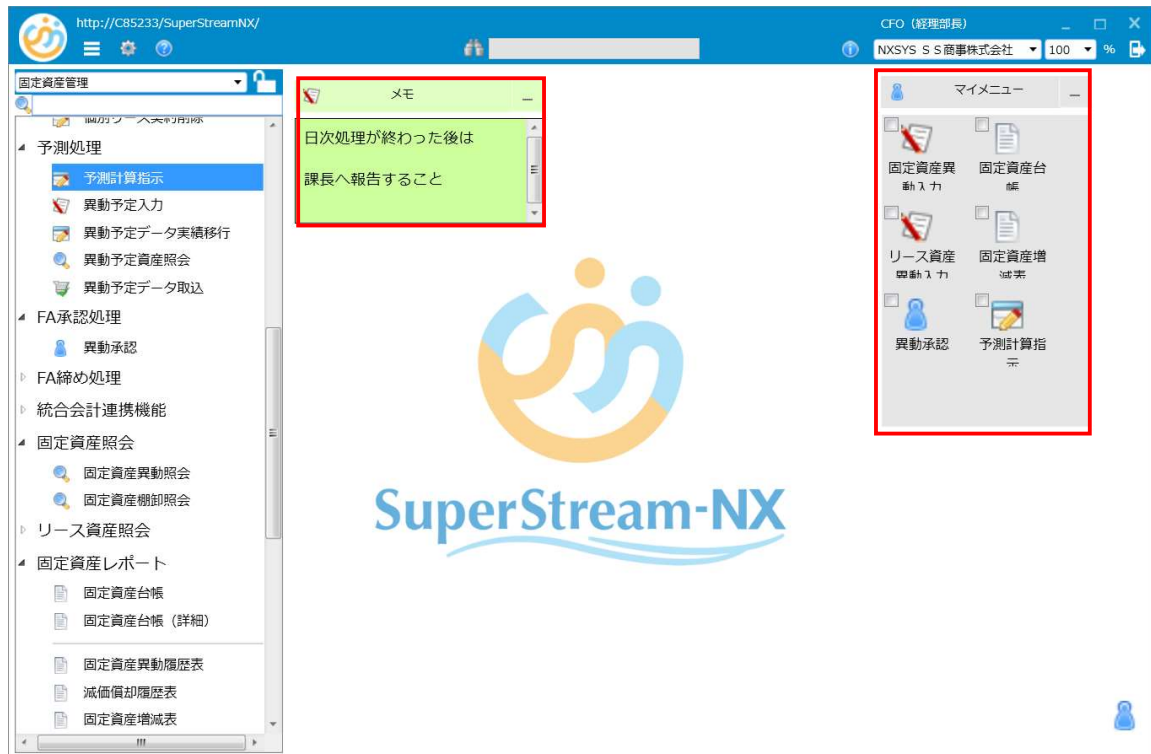 http://C85233/SuperStreamNX/
CFO（経理部長）
NXSYS ＳＳ商事株式会社
100
%
固定資産管理
個別リース契約削除
予測処理
予測計算指示
異動予定入力
異動予定データ実績移行
異動予定資産照会
異動予定データ取込
FA承認処理
異動承認
FA締め処理
統合会計連携機能
固定資産照会
固定資産異動照会
固定資産棚卸照会
リース資産照会
固定資産レポート
固定資産台帳
固定資産台帳（詳細）
固定資産異動履歴表
減価償却履歴表
固定資産増減表
メモ
日次処理が終わった後は
課長へ報告すること
SuperStream-NX
マイメニュー
固定資産異
動入力
固定資産台
帳
リース資産
異動入力
固定資産増
減表
異動承認
予測計算指
示